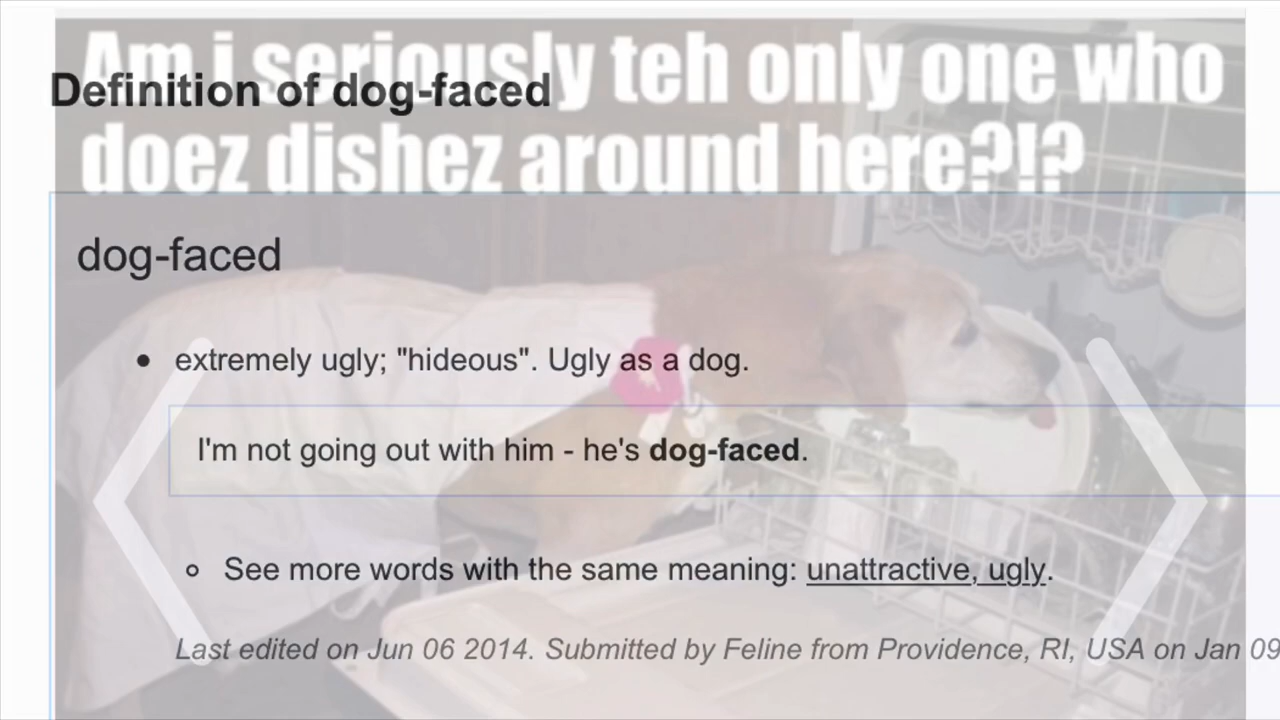 Am i seriously teh only one who
doez dishez around here?!?
Definition of dog-faced
dog-faced
extremely ugly; "hideous". Ugly as a dog.
I'm not going out with him - he's dog-faced.
See more words with the same meaning: unattractive, ugly.
Last edited on Jun 06 2014. Submitted by Feline from Providence, RI, USA on Jan 09